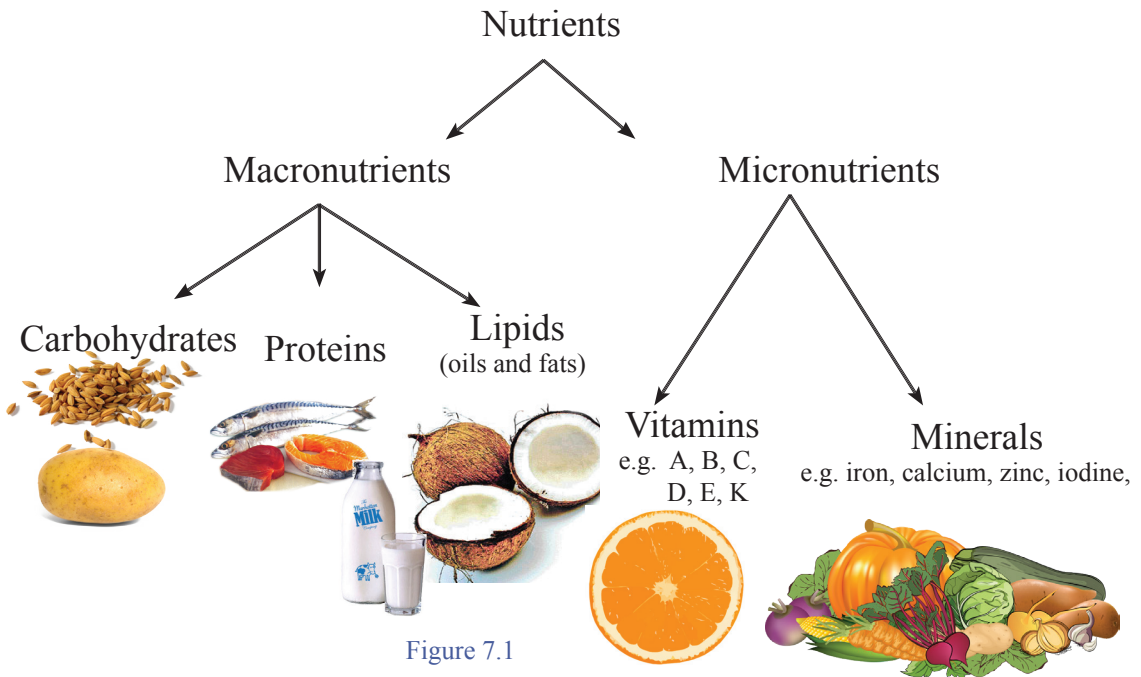 Nutrients
Macronutrients
Micronutrients
Carbohydrates
Proteins
Lipids
(oils and fats)
Vitamins
e.g. A, B, C,
D, E, K
Minerals
e.g. iron, calcium, zinc, iodine,
Milk
Figure 7.1